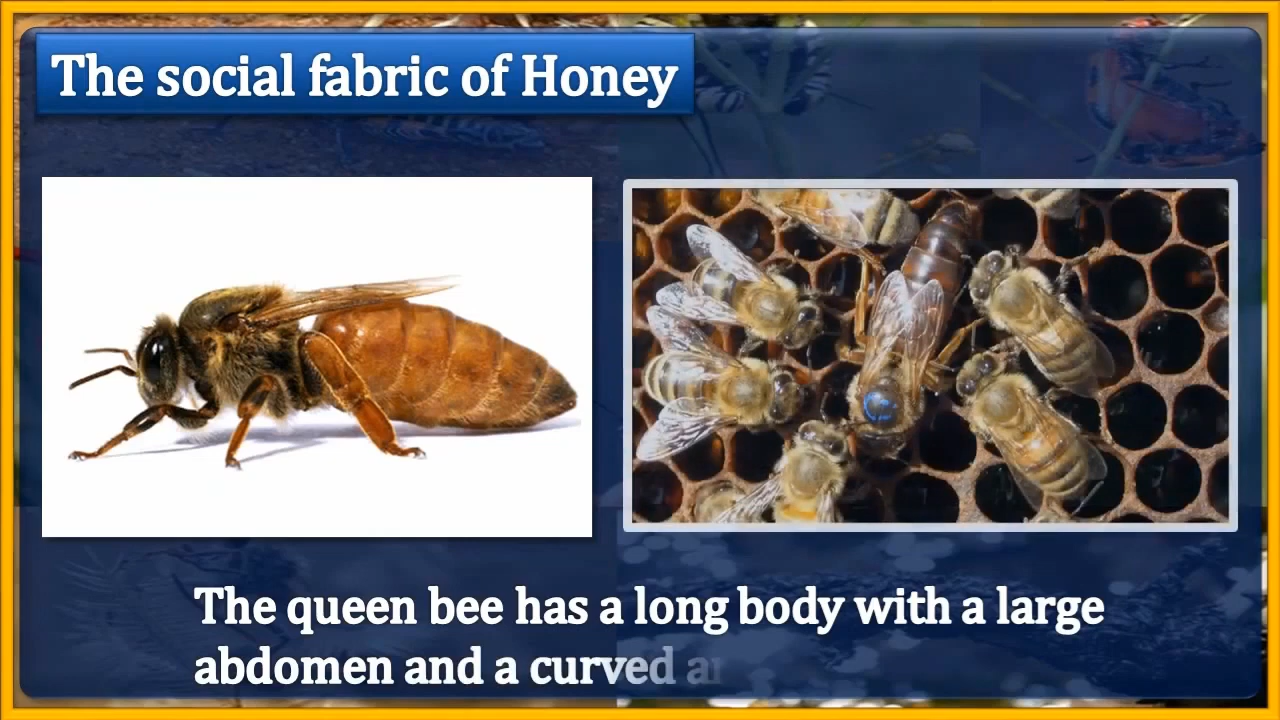 The social fabric of Honey
The queen bee has a long body with a large
abdomen and a curved